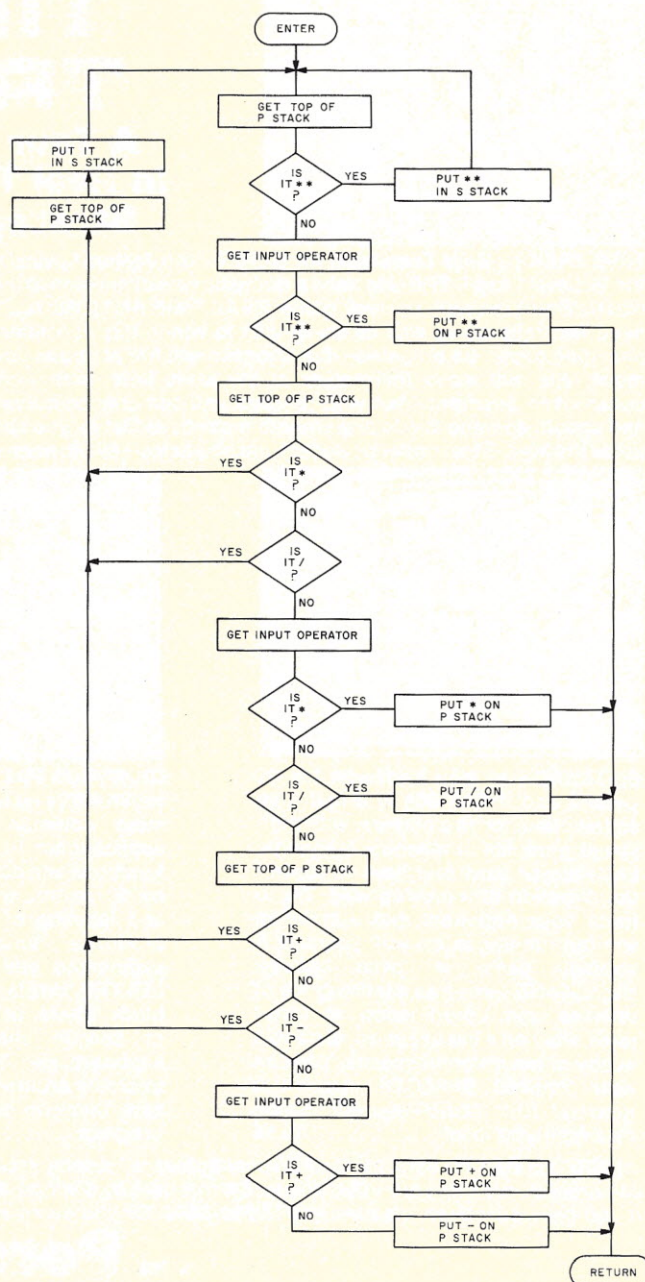 ENTER
GET TOP OF
P STACK
PUT IT
IN S STACK
IS
IT **
?
YES
PUT **
IN S STACK
GET TOP OF
P STACK
NO
GET INPUT OPERATOR
IS
IT **
?
YES
PUT **
ON P STACK
NO
GET TOP OF P STACK
YES
IS
IT *
?
NO
YES
IS
IT /
?
NO
GET INPUT OPERATOR
IS
IT *
?
YES
PUT * ON
P STACK
NO
IS
IT /
?
YES
PUT / ON
P STACK
NO
GET TOP OF P STACK
YES
IS
IT +
?
NO
YES
IS
IT -
?
NO
GET INPUT OPERATOR
IS
IT +
?
YES
PUT + ON
P STACK
NO
PUT - ON
P STACK
RETURN